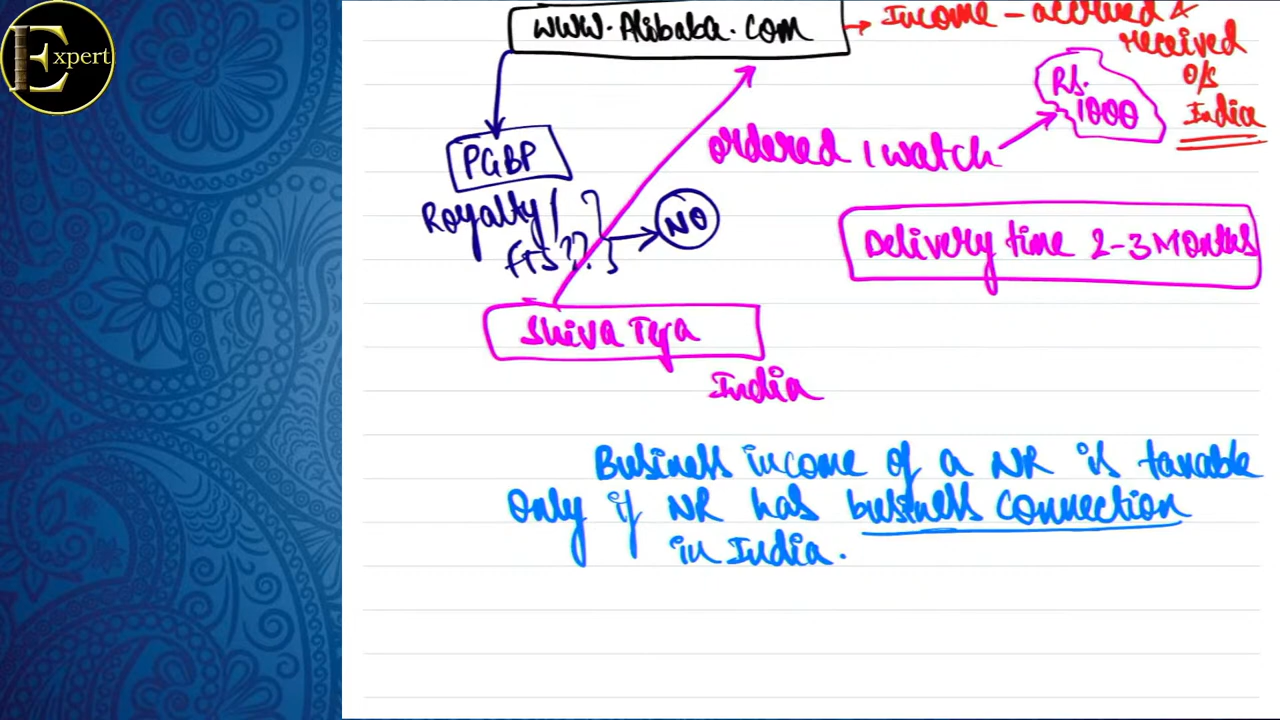 Expert
www.Alibaba.com
Income - accrued &
received
o/s
India
Rs.
1000
ordered 1 watch
PGBP
Royalty /
FTS ??
NO
Delivery time 2-3 Months
Shiva Teja
India
Business income of a NR is taxable
only if NR has business connection
in India.